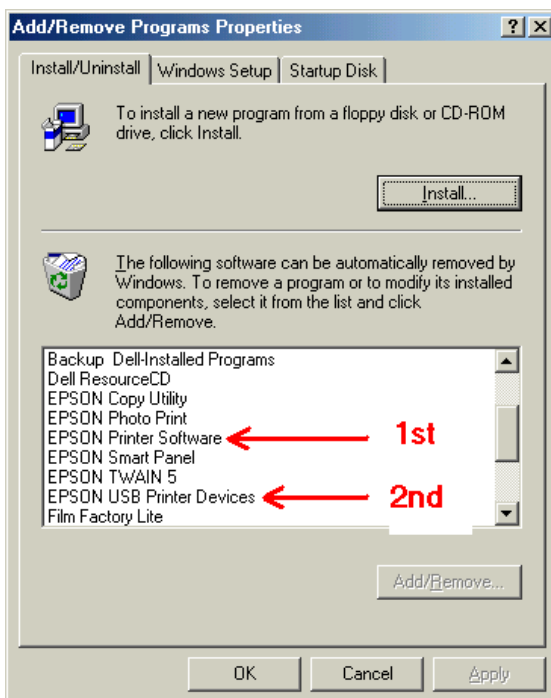 Add/Remove Programs Properties
Install/Uninstall Windows Setup Startup Disk
To install a new program from a floppy disk or CD-ROM
drive, click Install.
Install...
The following software can be automatically removed by
Windows. To remove a program or to modify its installed
components, select it from the list and click
Add/Remove.
Backup Dell-Installed Programs
Dell ResourceCD
EPSON Copy Utility
EPSON Photo Print
EPSON Printer Software 1st
EPSON Smart Panel
EPSON TWAIN 5
EPSON USB Printer Devices 2nd
Film Factory Lite
Add/Remove...
OK Cancel Apply